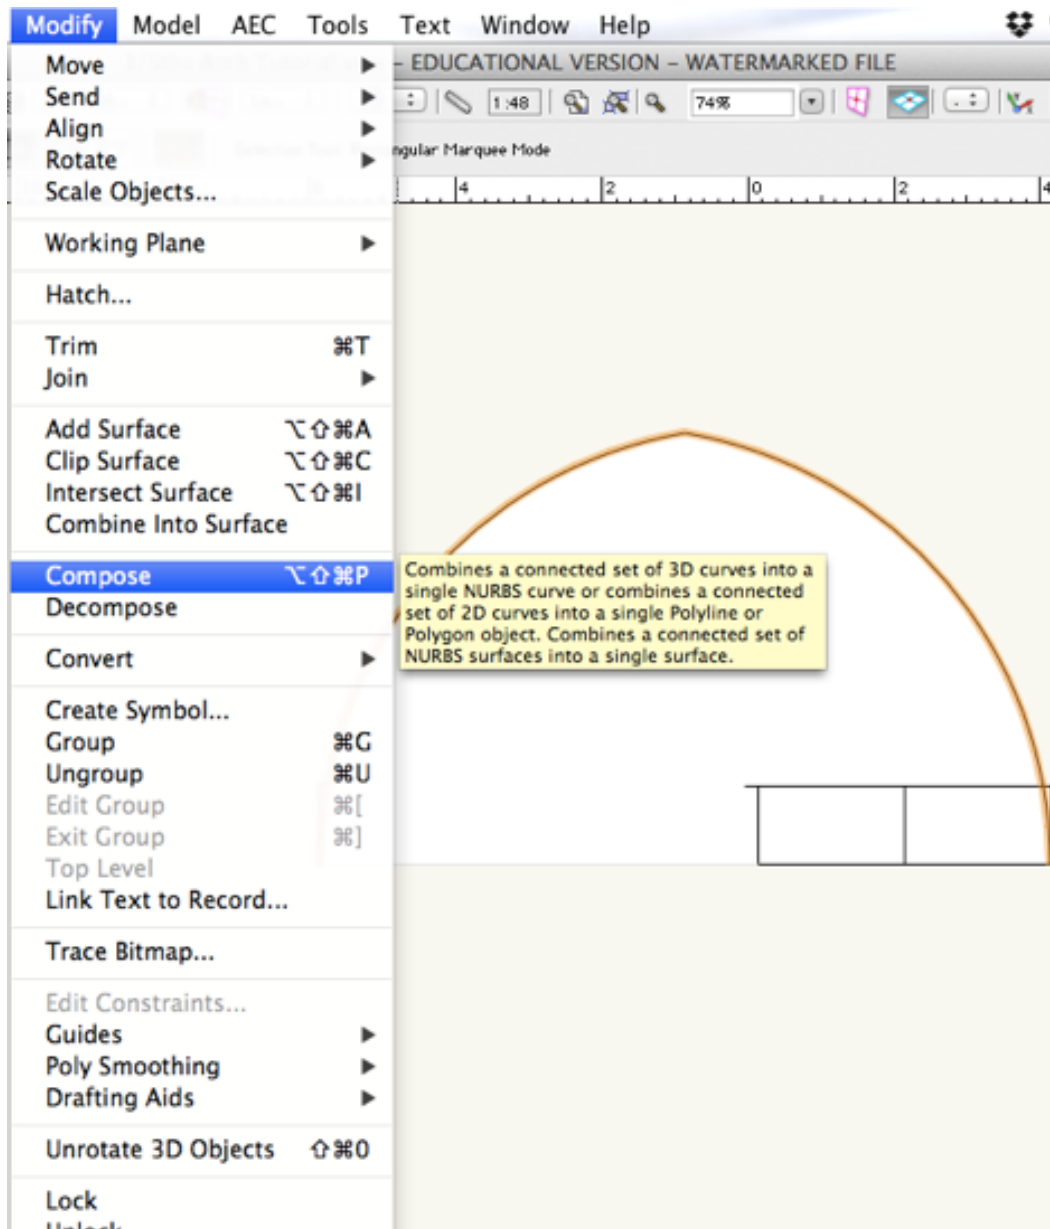 Modify Model AEC Tools Text Window Help
– EDUCATIONAL VERSION – WATERMARKED FILE
1:48 74%
ngular Marquee Mode
4 2 0 2 4
Move
Send
Align
Rotate
Scale Objects...
Working Plane
Hatch...
Trim ⌘T
Join
Add Surface ⌥⇧⌘A
Clip Surface ⌥⇧⌘C
Intersect Surface ⌥⇧⌘I
Combine Into Surface
Compose ⌥⇧⌘P
Decompose
Convert
Create Symbol...
Group ⌘G
Ungroup ⌘U
Edit Group ⌘[
Exit Group ⌘]
Top Level
Link Text to Record...
Trace Bitmap...
Edit Constraints...
Guides
Poly Smoothing
Drafting Aids
Unrotate 3D Objects ⇧⌘0
Lock
Combines a connected set of 3D curves into a
single NURBS curve or combines a connected
set of 2D curves into a single Polyline or
Polygon object. Combines a connected set of
NURBS surfaces into a single surface.